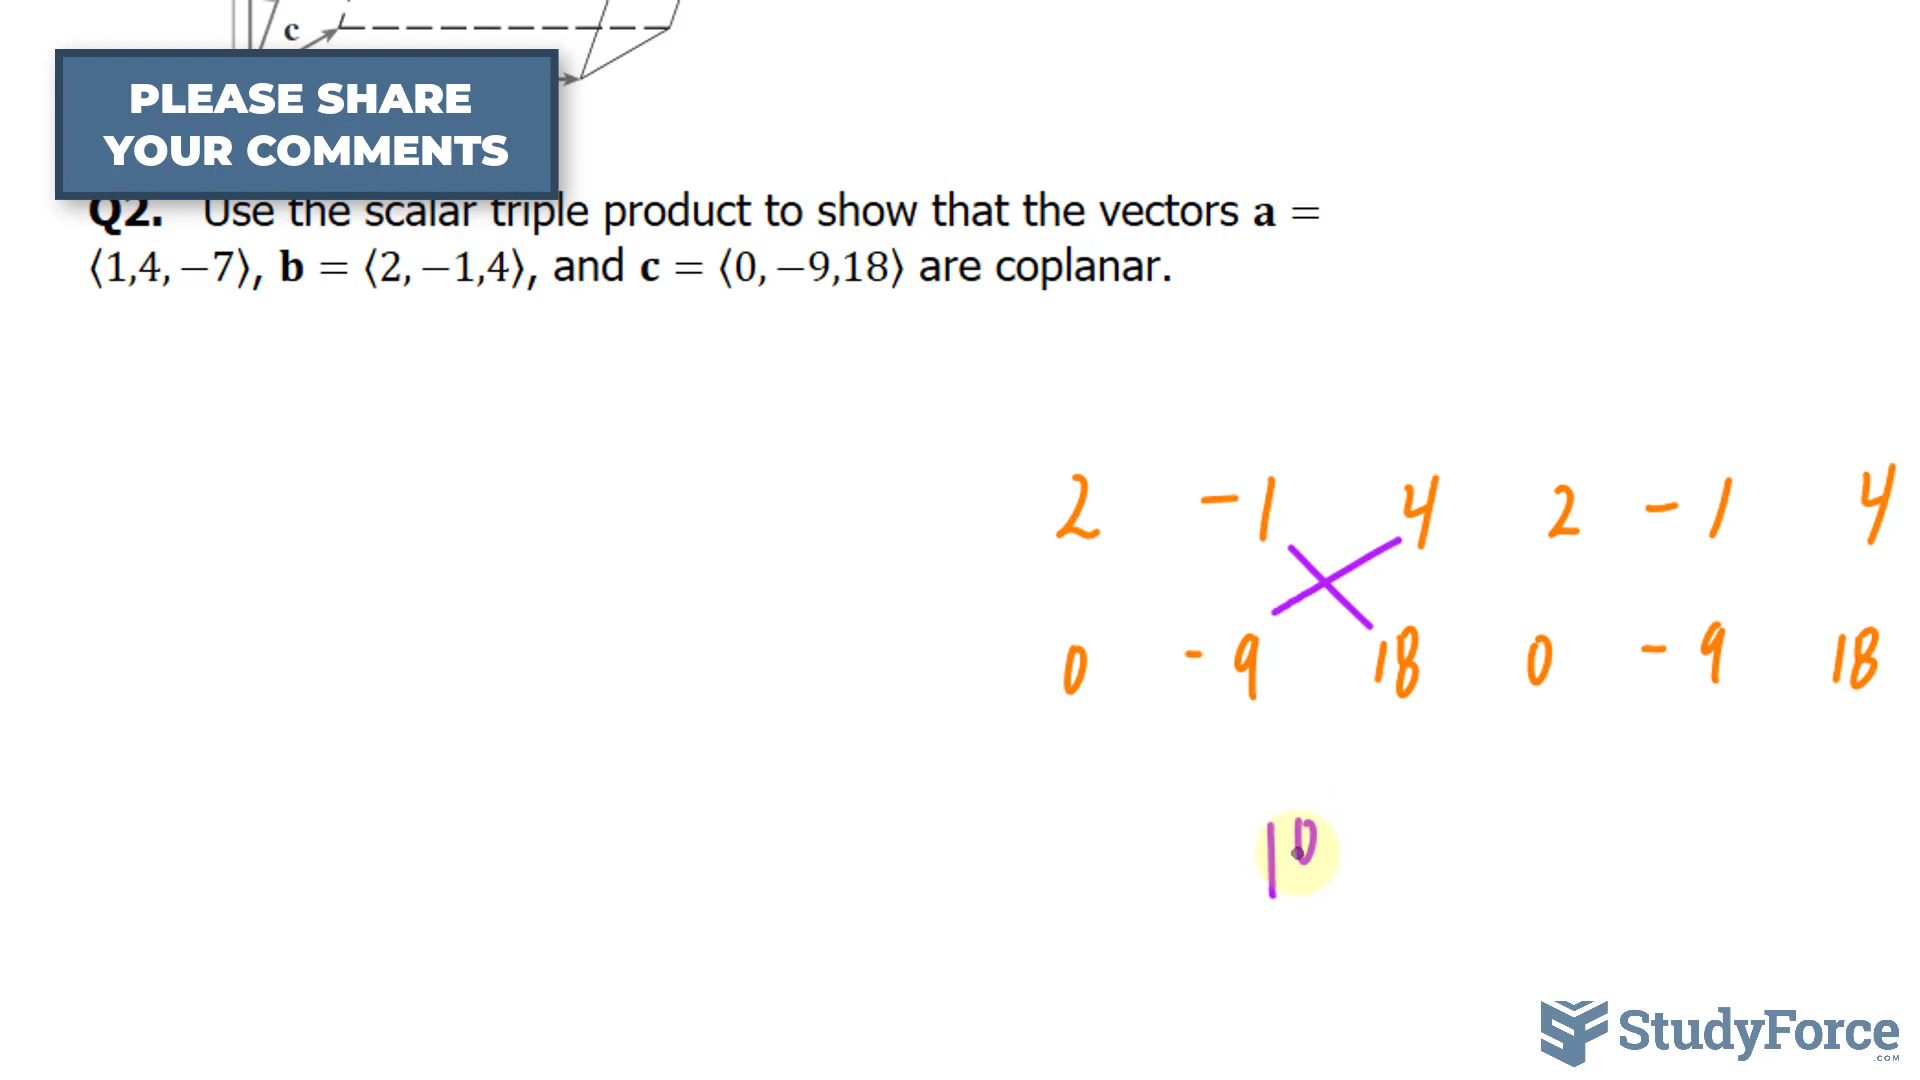 c
PLEASE SHARE
YOUR COMMENTS
Q2. Use the scalar triple product to show that the vectors a =
⟨1,4, −7⟩, b = ⟨2, −1,4⟩, and c = ⟨0, −9,18⟩ are coplanar.
2 -1 4 2 -1 4
0 -9 18 0 -9 18
StudyForce
.COM